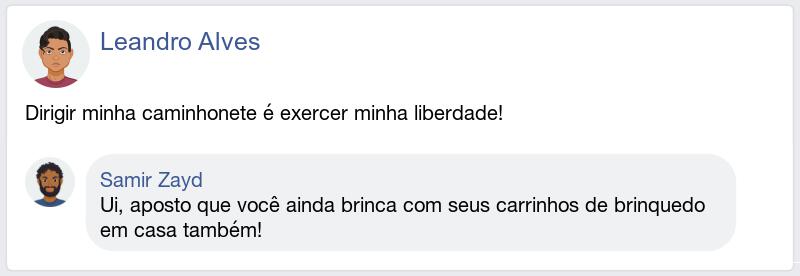 Leandro Alves
Dirigir minha caminhonete é exercer minha liberdade!
Samir Zayd
Ui, aposto que você ainda brinca com seus carrinhos de brinquedo
em casa também!